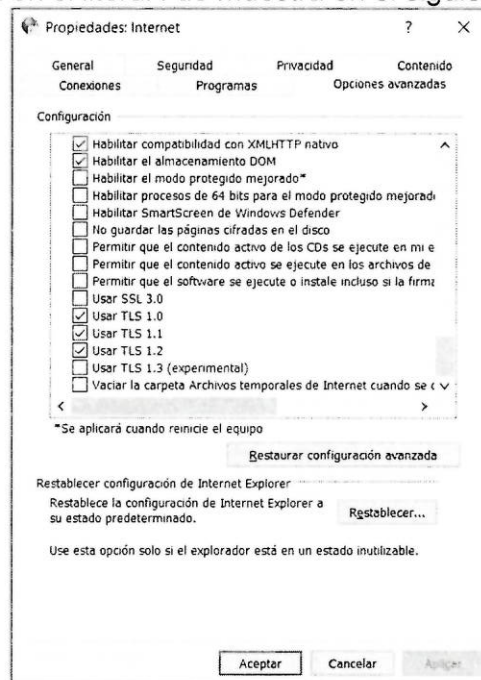 Propiedades: Internet ? X
General Seguridad Privacidad Contenido
Conexiones Programas Opciones avanzadas
Configuración
Habilitar compatibilidad con XMLHTTP nativo
Habilitar el almacenamiento DOM
Habilitar el modo protegido mejorado*
Habilitar procesos de 64 bits para el modo protegido mejorad
Habilitar SmartScreen de Windows Defender
No guardar las páginas cifradas en el disco
Permitir que el contenido activo de los CDs se ejecute en mi e
Permitir que el contenido activo se ejecute en los archivos de
Permitir que el software se ejecute o instale incluso si la firma
Usar SSL 3.0
Usar TLS 1.0
Usar TLS 1.1
Usar TLS 1.2
Usar TLS 1.3 (experimental)
Vaciar la carpeta Archivos temporales de Internet cuando se c
*Se aplicará cuando reinicie el equipo
Restaurar configuración avanzada
Restablecer configuración de Internet Explorer
Restablece la configuración de Internet Explorer a
su estado predeterminado.
Restablecer...
Use esta opción solo si el explorador está en un estado inutilizable.
Aceptar Cancelar Aplicar